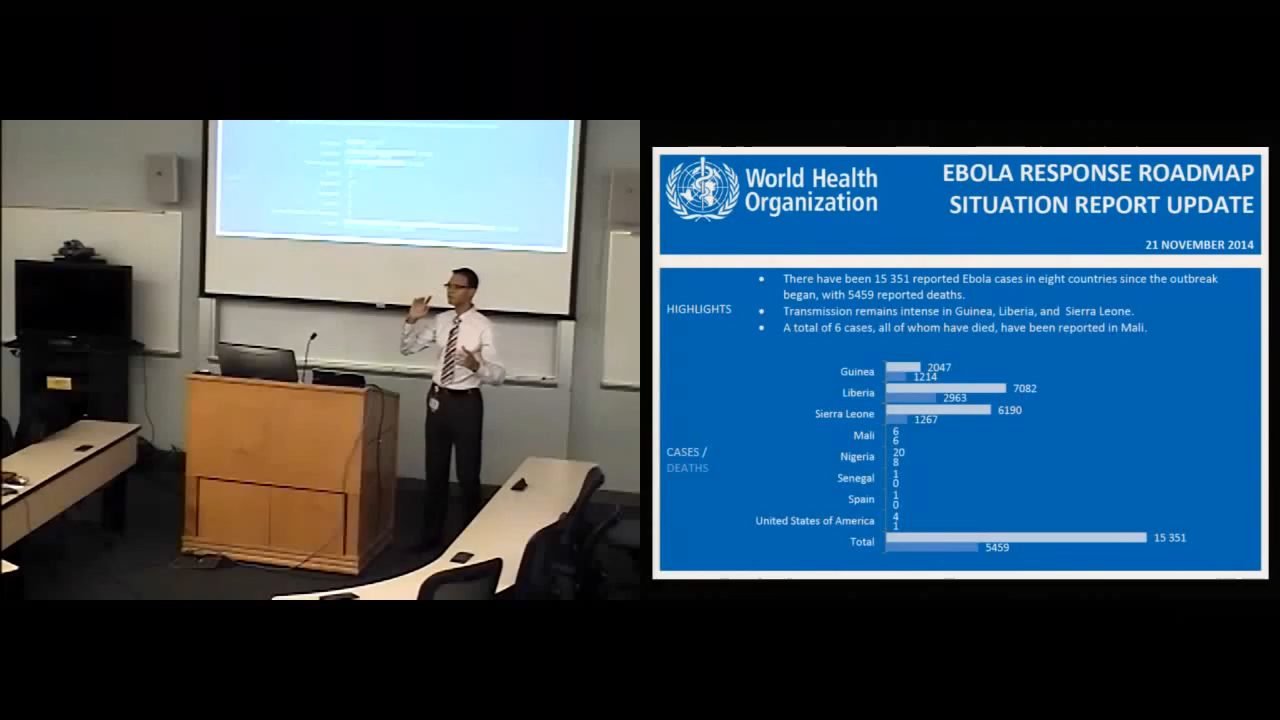 World Health
Organization
EBOLA RESPONSE ROADMAP
SITUATION REPORT UPDATE
21 NOVEMBER 2014
HIGHLIGHTS
• There have been 15 351 reported Ebola cases in eight countries since the outbreak
began, with 5459 reported deaths.
• Transmission remains intense in Guinea, Liberia, and Sierra Leone.
• A total of 6 cases, all of whom have died, have been reported in Mali.
CASES /
DEATHS
Guinea 2047
1214
Liberia 7082
2963
Sierra Leone 6190
1267
Mali 6
6
Nigeria 20
8
Senegal 1
0
Spain 1
0
United States of America 4
1
Total 15 351
5459